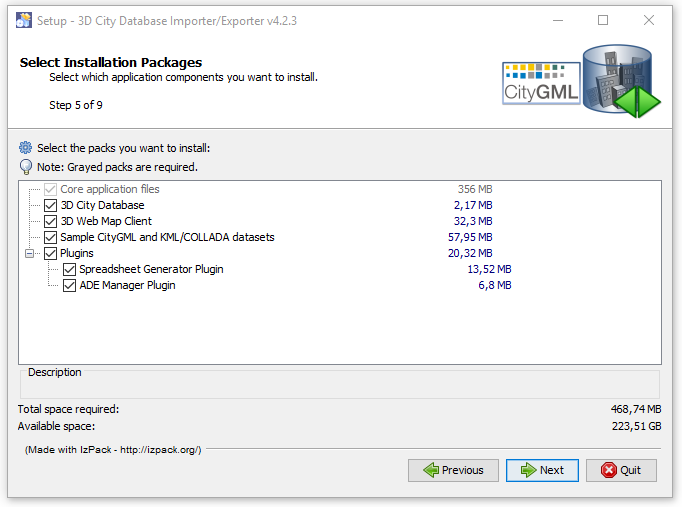 Setup - 3D City Database Importer/Exporter v4.2.3
Select Installation Packages
Select which application components you want to install.
Step 5 of 9
CityGML
Select the packs you want to install:
Note: Grayed packs are required.
Core application files 356 MB
3D City Database 2,17 MB
3D Web Map Client 32,3 MB
Sample CityGML and KML/COLLADA datasets 57,95 MB
Plugins 20,32 MB
Spreadsheet Generator Plugin 13,52 MB
ADE Manager Plugin 6,8 MB
Description
Total space required: 468,74 MB
Available space: 223,51 GB
(Made with IzPack - http://izpack.org/)
Previous Next Quit